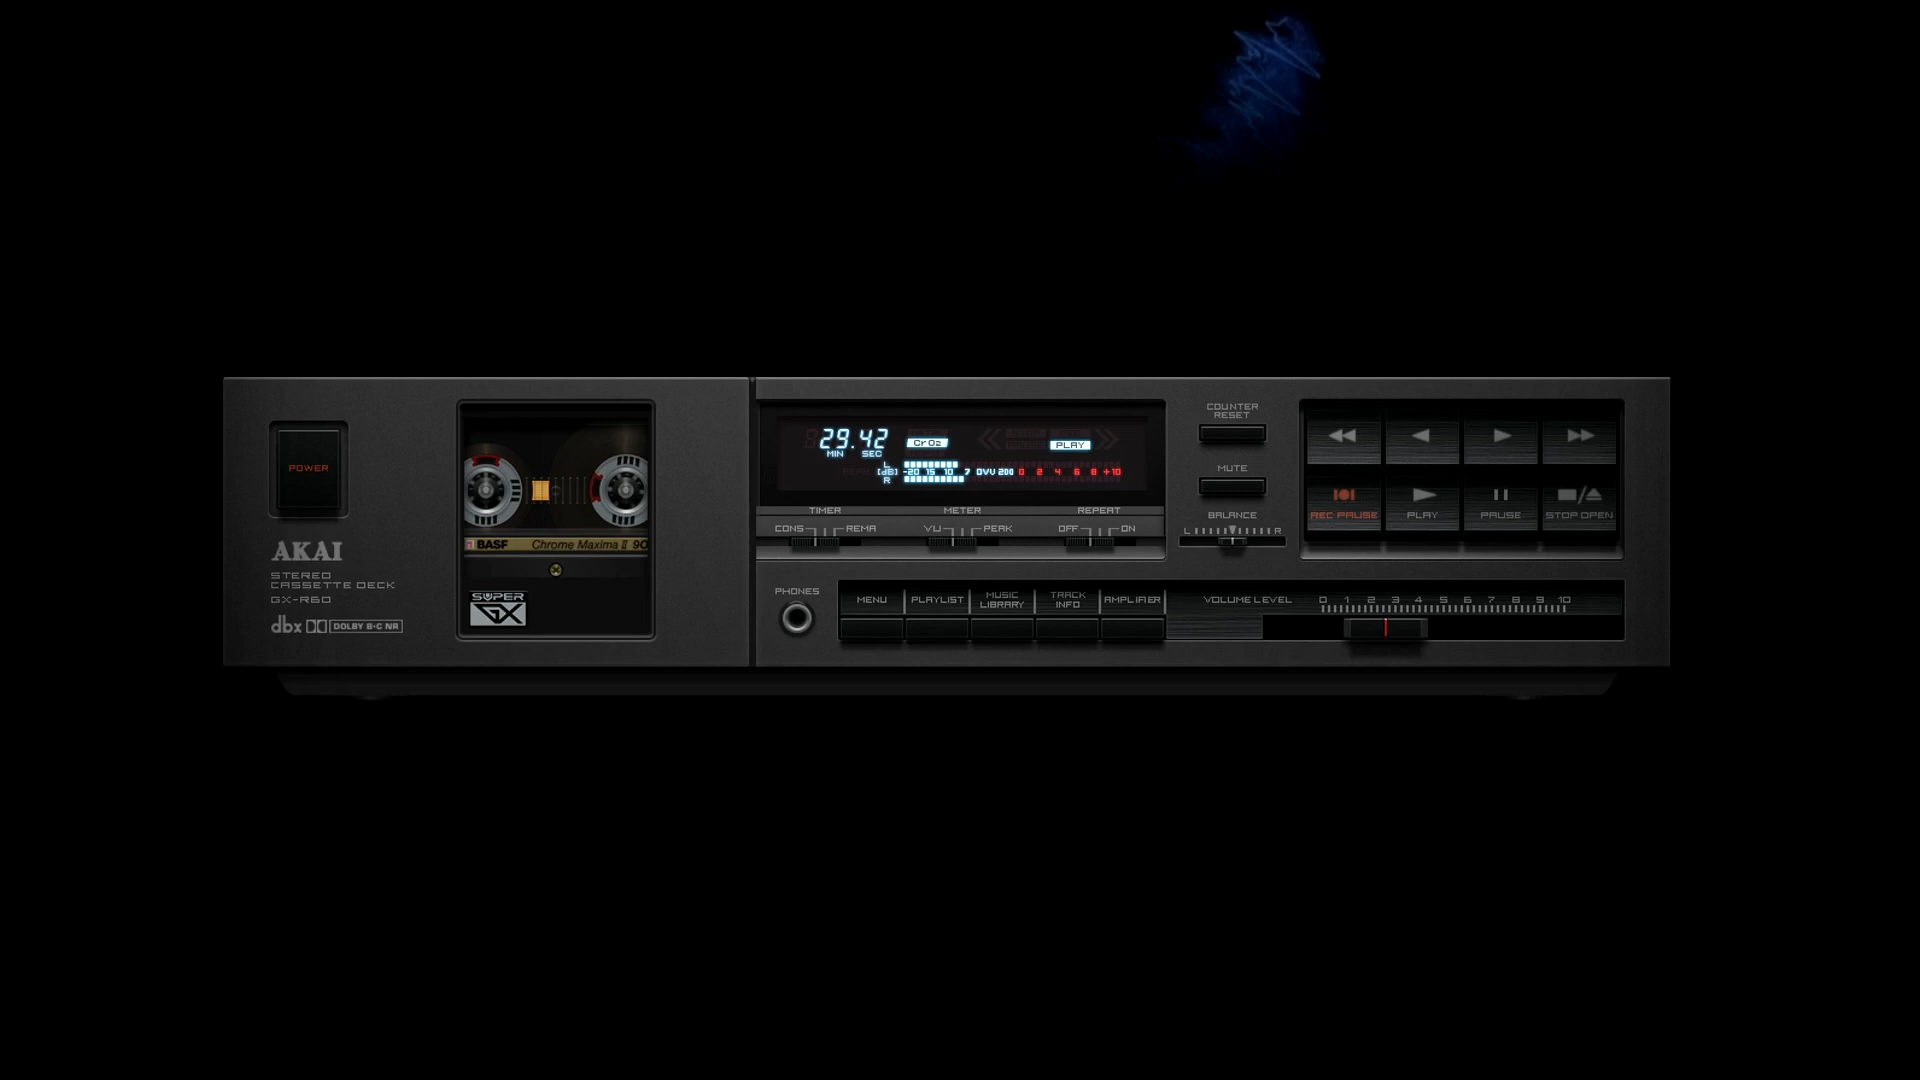 POWER
AKAI
STEREO
CASSETTE DECK
GX-R60
dbx DOLBY B-C NR
BASF Chrome Maxima II 90
SUPER
GX
29.42
MIN SEC
CrO2
PLAY
L
[dB] -20 15 10 7 0VU 200 0 2 4 6 8 +10
R
TIMER METER REPEAT
CONS REMA VU PEAK OFF ON
COUNTER
RESET
MUTE
BALANCE
L R
REC PAUSE PLAY PAUSE STOP OPEN
PHONES
MENU
PLAYLIST
MUSIC
LIBRARY
TRACK
INFO
AMPLIFIER
VOLUME LEVEL 0 1 2 3 4 5 6 7 8 9 10